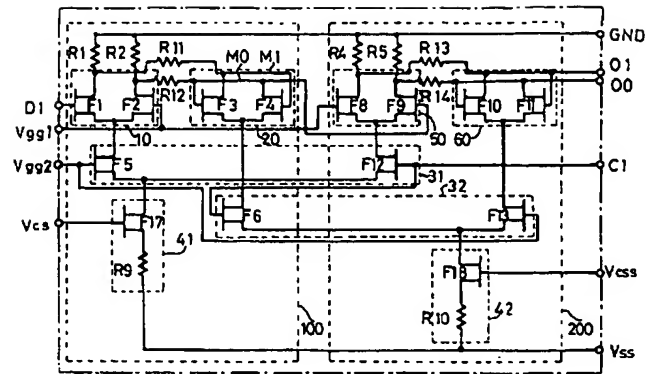 R1 R2 R11 R4 R5 R13 GND
M0 M1 O1
R12 R14 O0
D1 F1 F2 F3 F4 F8 F9 F10 F11
Vgg1 10 20 50 60
Vgg2 F5 F12 31 C1
32
Vcs F17 41 F6
R9 F18 Vcss
R10 42
100 200
Vss